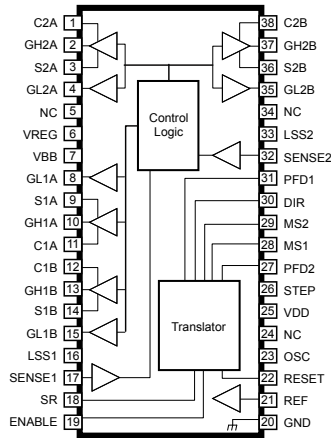 C2A 1
GH2A 2
S2A 3
GL2A 4
NC 5
VREG 6
VBB 7
GL1A 8
S1A 9
GH1A 10
C1A 11
C1B 12
GH1B 13
S1B 14
GL1B 15
LSS1 16
SENSE1 17
SR 18
ENABLE 19
Control
Logic
Translator
38 C2B
37 GH2B
36 S2B
35 GL2B
34 NC
33 LSS2
32 SENSE2
31 PFD1
30 DIR
29 MS2
28 MS1
27 PFD2
26 STEP
25 VDD
24 NC
23 OSC
22 RESET
21 REF
20 GND